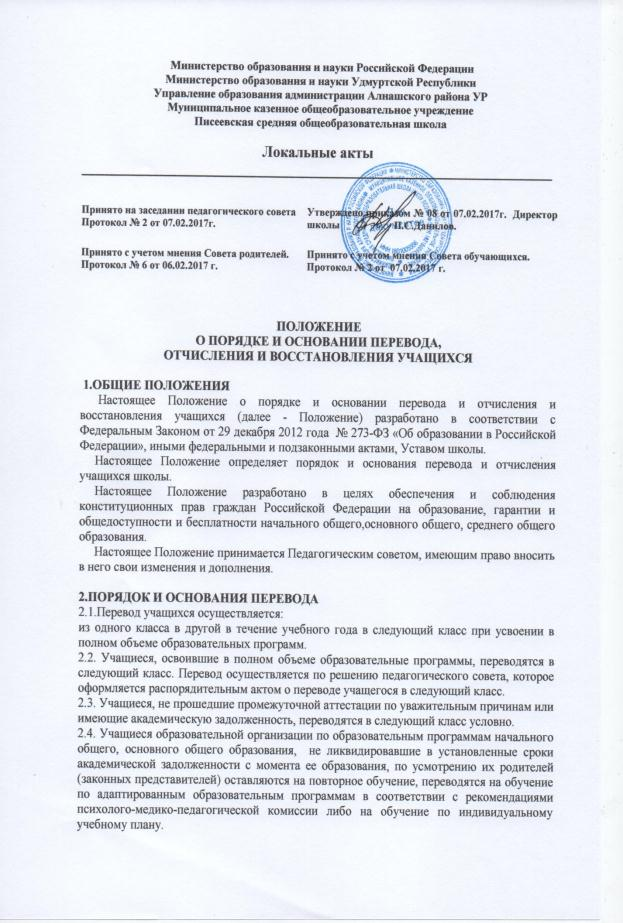 Министерство образования и науки Российской Федерации
Министерство образования и науки Удмуртской Республики
Управление образования администрации Алнашского района УР
Муниципальное казенное общеобразовательное учреждение
Писеевская средняя общеобразовательная школа
Локальные акты
Принято на заседании педагогического совета
Протокол № 2 от 07.02.2017г.
Утверждено приказом № 08 от 07.02.2017г. Директор
школы П.С.Данилов.
Принято с учетом мнения Совета родителей.
Протокол № 6 от 06.02.2017 г.
Принято с учетом мнения Совета обучающихся.
Протокол № 2 от 07.02.2017 г.
ПОЛОЖЕНИЕ
О ПОРЯДКЕ И ОСНОВАНИИ ПЕРЕВОДА,
ОТЧИСЛЕНИЯ И ВОССТАНОВЛЕНИЯ УЧАЩИХСЯ
1.ОБЩИЕ ПОЛОЖЕНИЯ
Настоящее Положение о порядке и основании перевода и отчисления и
восстановления учащихся (далее - Положение) разработано в соответствии с
Федеральным Законом от 29 декабря 2012 года № 273-ФЗ «Об образовании в Российской
Федерации», иными федеральными и подзаконными актами, Уставом школы.
Настоящее Положение определяет порядок и основания перевода и отчисления
учащихся школы.
Настоящее Положение разработано в целях обеспечения и соблюдения
конституционных прав граждан Российской Федерации на образование, гарантии и
общедоступности и бесплатности начального общего,основного общего, среднего общего
образования.
Настоящее Положение принимается Педагогическим советом, имеющим право вносить
в него свои изменения и дополнения.
2.ПОРЯДОК И ОСНОВАНИЯ ПЕРЕВОДА
2.1.Перевод учащихся осуществляется:
из одного класса в другой в течение учебного года в следующий класс при усвоении в
полном объеме образовательных программ.
2.2. Учащиеся, освоившие в полном объеме образовательные программы, переводятся в
следующий класс. Перевод осуществляется по решению педагогического совета, которое
оформляется распорядительным актом о переводе учащегося в следующий класс.
2.3. Учащиеся, не прошедшие промежуточной аттестации по уважительным причинам или
имеющие академическую задолженность, переводятся в следующий класс условно.
2.4. Учащиеся образовательной организации по образовательным программам начального
общего, основного общего образования, не ликвидировавшие в установленные сроки
академической задолженности с момента ее образования, по усмотрению их родителей
(законных представителей) оставляются на повторное обучение, переводятся на обучение
по адаптированным образовательным программам в соответствии с рекомендациями
психолого-медико-педагогической комиссии либо на обучение по индивидуальному
учебному плану.